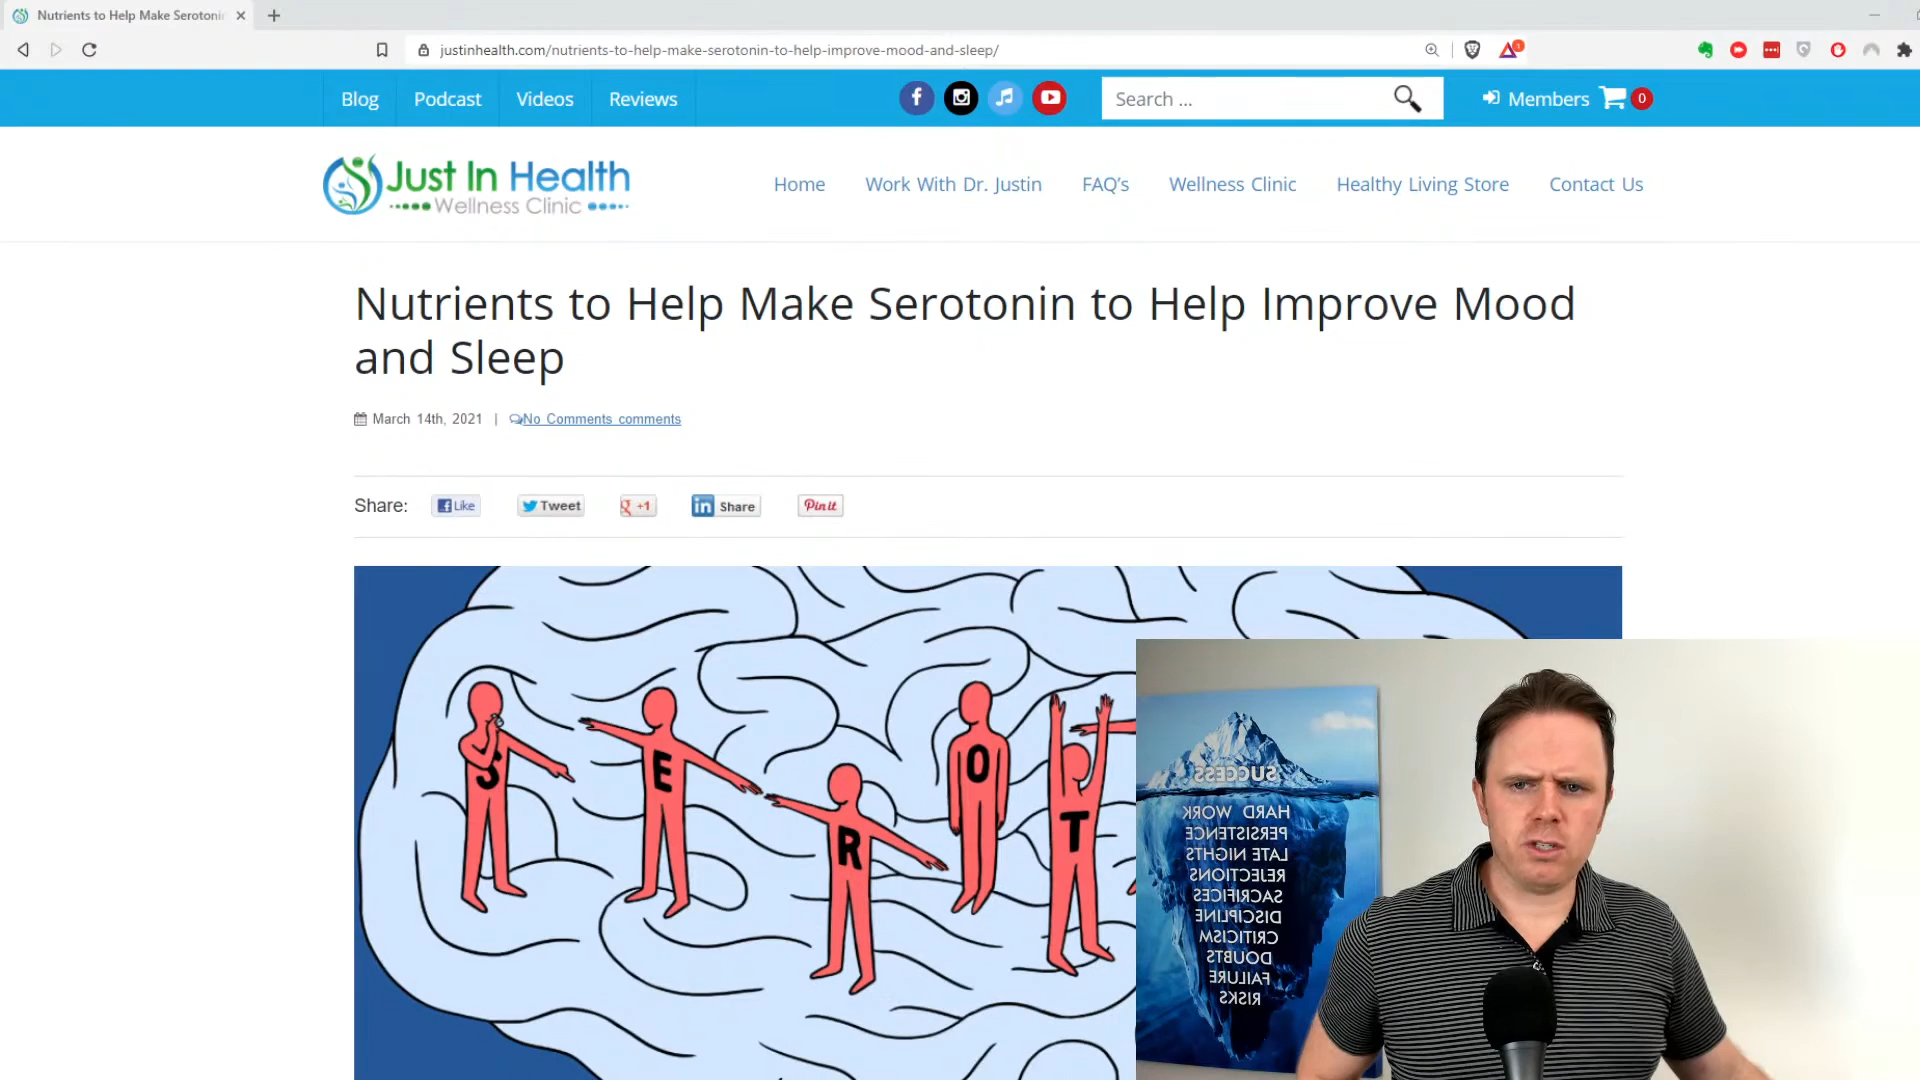 Nutrients to Help Make Serotonin
justinhealth.com/nutrients-to-help-make-serotonin-to-help-improve-mood-and-sleep/
1
Blog Podcast Videos Reviews
Search ...
Members 0
Just In Health
Wellness Clinic
Home Work With Dr. Justin FAQ's Wellness Clinic Healthy Living Store Contact Us
Nutrients to Help Make Serotonin to Help Improve Mood
and Sleep
March 14th, 2021 | No Comments comments
Share: Like Tweet +1 Share Pin it
S E R O T
SUCCESS
HARD WORK
PERSISTENCE
LATE NIGHTS
REJECTIONS
SACRIFICES
DISCIPLINE
CRITICISM
DOUBTS
FAILURE
RISKS